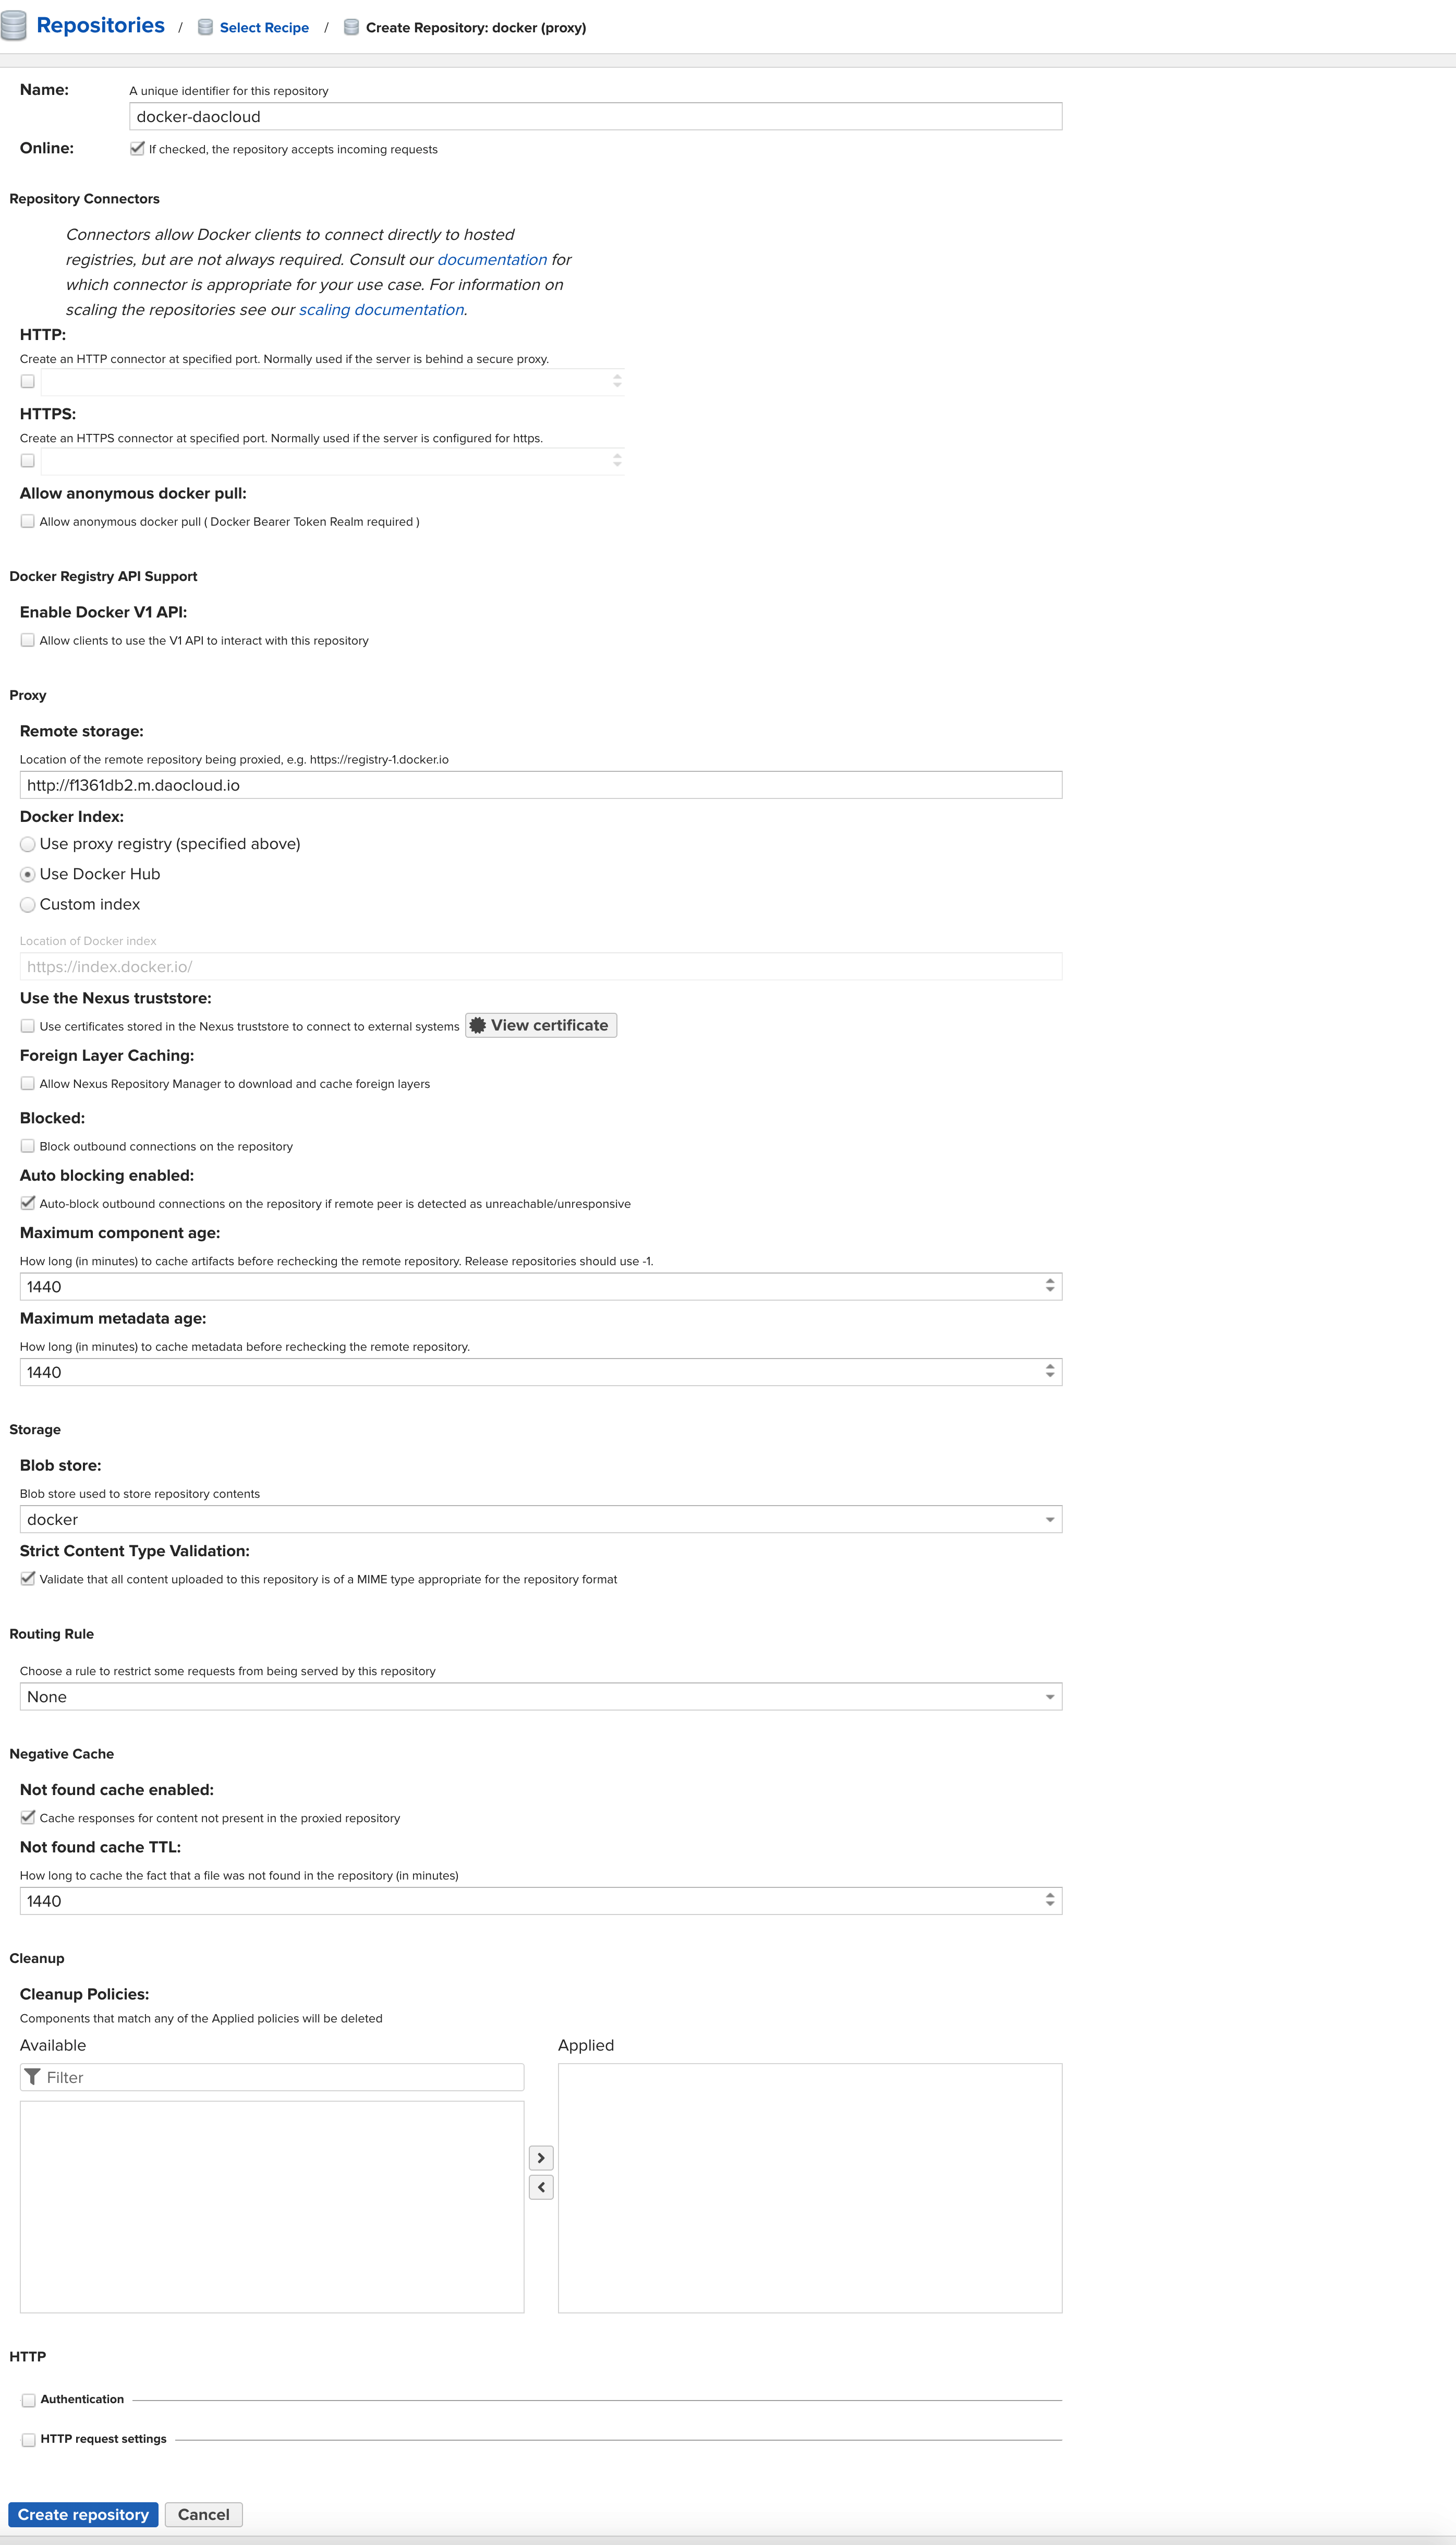 Repositories / Select Recipe / Create Repository: docker (proxy)
Name:
A unique identifier for this repository
docker-daocloud
Online:
If checked, the repository accepts incoming requests
Repository Connectors
Connectors allow Docker clients to connect directly to hosted
registries, but are not always required. Consult our documentation for
which connector is appropriate for your use case. For information on
scaling the repositories see our scaling documentation.
HTTP:
Create an HTTP connector at specified port. Normally used if the server is behind a secure proxy.
HTTPS:
Create an HTTPS connector at specified port. Normally used if the server is configured for https.
Allow anonymous docker pull:
Allow anonymous docker pull ( Docker Bearer Token Realm required )
Docker Registry API Support
Enable Docker V1 API:
Allow clients to use the V1 API to interact with this repository
Proxy
Remote storage:
Location of the remote repository being proxied, e.g. https://registry-1.docker.io
http://f1361db2.m.daocloud.io
Docker Index:
Use proxy registry (specified above)
Use Docker Hub
Custom index
Location of Docker index
https://index.docker.io/
Use the Nexus truststore:
Use certificates stored in the Nexus truststore to connect to external systems View certificate
Foreign Layer Caching:
Allow Nexus Repository Manager to download and cache foreign layers
Blocked:
Block outbound connections on the repository
Auto blocking enabled:
Auto-block outbound connections on the repository if remote peer is detected as unreachable/unresponsive
Maximum component age:
How long (in minutes) to cache artifacts before rechecking the remote repository. Release repositories should use -1.
1440
Maximum metadata age:
How long (in minutes) to cache metadata before rechecking the remote repository.
1440
Storage
Blob store:
Blob store used to store repository contents
docker
Strict Content Type Validation:
Validate that all content uploaded to this repository is of a MIME type appropriate for the repository format
Routing Rule
Choose a rule to restrict some requests from being served by this repository
None
Negative Cache
Not found cache enabled:
Cache responses for content not present in the proxied repository
Not found cache TTL:
How long to cache the fact that a file was not found in the repository (in minutes)
1440
Cleanup
Cleanup Policies:
Components that match any of the Applied policies will be deleted
Available Applied
Filter
HTTP
Authentication
HTTP request settings
Create repository Cancel